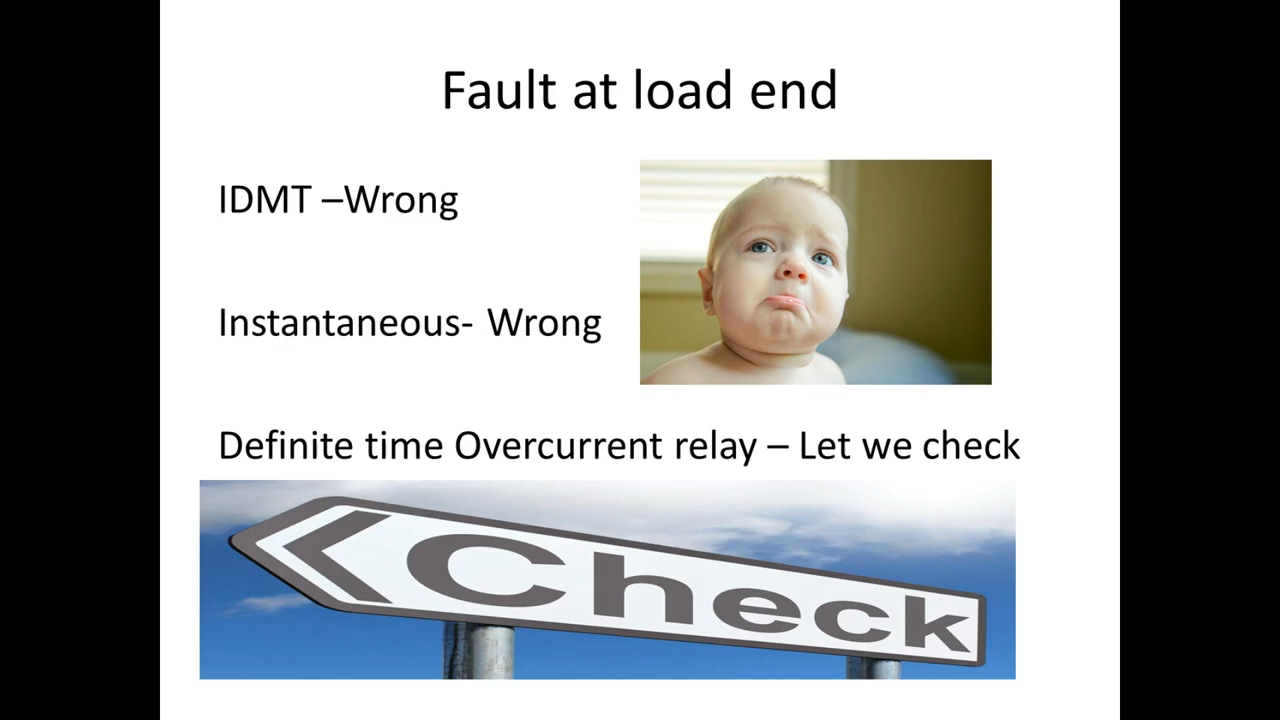 Fault at load end
IDMT –Wrong
Instantaneous- Wrong
Definite time Overcurrent relay – Let we check
Check